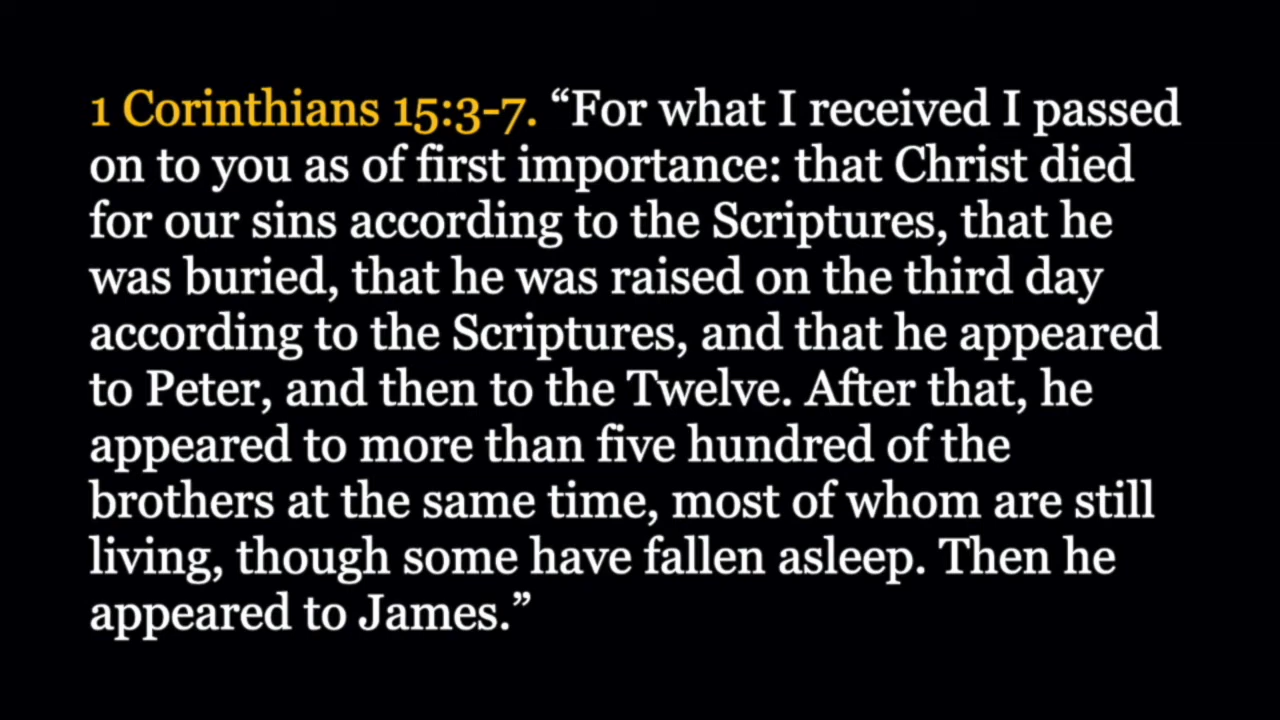 1 Corinthians 15:3-7. “For what I received I passed
on to you as of first importance: that Christ died
for our sins according to the Scriptures, that he
was buried, that he was raised on the third day
according to the Scriptures, and that he appeared
to Peter, and then to the Twelve. After that, he
appeared to more than five hundred of the
brothers at the same time, most of whom are still
living, though some have fallen asleep. Then he
appeared to James.”